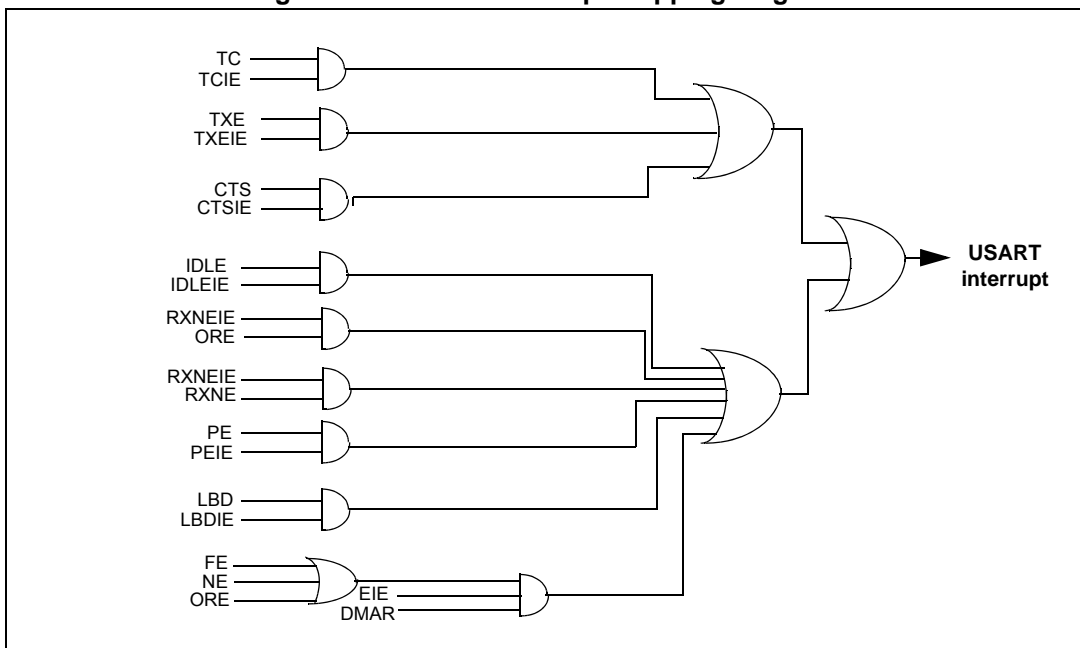 TC
TCIE
TXE
TXEIE
CTS
CTSIE
IDLE
IDLEIE
RXNEIE
ORE
RXNEIE
RXNE
PE
PEIE
LBD
LBDIE
FE
NE
ORE
EIE
DMAR
USART
interrupt